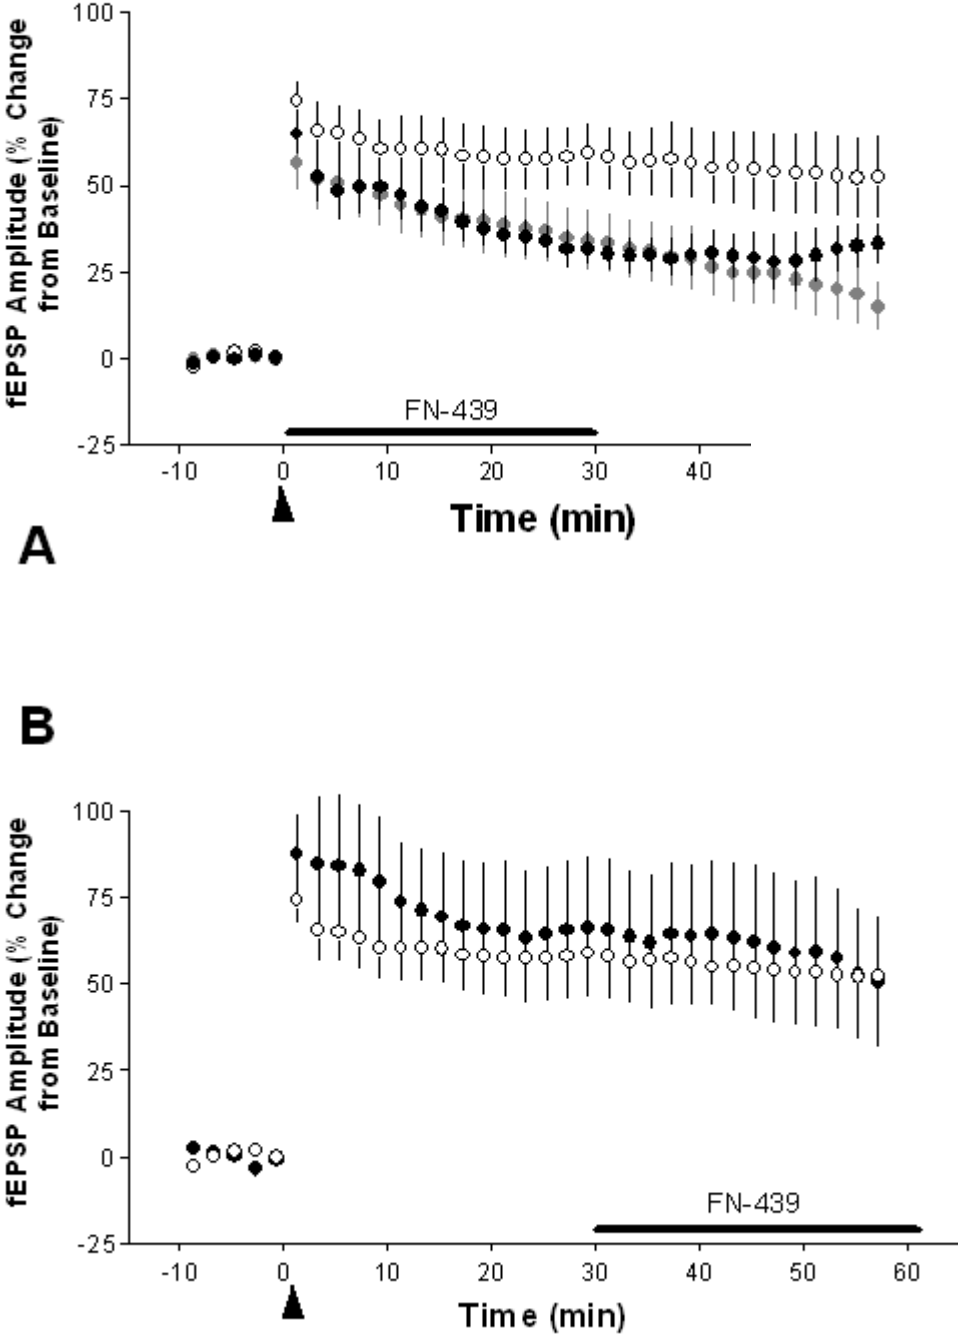 100
75
50
25
0
-25
fEPSP Amplitude (% Change
from Baseline)
FN-439
-10 0 10 20 30 40
Time (min)
A
B
100
75
50
25
0
-25
fEPSP Amplitude (% Change
from Baseline)
FN-439
-10 0 10 20 30 40 50 60
Time (min)